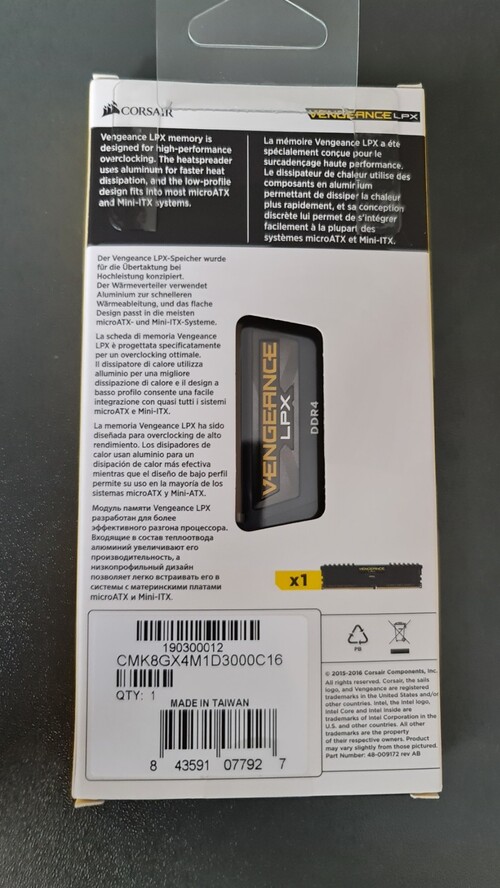 CORSAIR
VENGEANCE LPX
Vengeance LPX memory is
designed for high-performance
overclocking. The heatspreader
uses aluminum for faster heat
dissipation, and the low-profile
design fits into most microATX
and Mini-ITX systems.
La mémoire Vengeance LPX a été
spécialement conçue pour le
surcadençage haute performance.
Le dissipateur de chaleur utilise des
composants en aluminium
permettant de dissiper la chaleur
plus rapidement, et sa conception
discrète lui permet de s'intégrer
facilement à la plupart des
systèmes microATX et Mini-ITX.
Der Vengeance LPX-Speicher wurde
für die Übertaktung bei
Hochleistung konzipiert.
Der Wärmeverteiler verwendet
Aluminium zur schnelleren
Wärmeableitung, und das flache
Design passt in die meisten
microATX- und Mini-ITX-Systeme.
La scheda di memoria Vengeance
LPX è progettata specificatamente
per un overclocking ottimale.
Il dissipatore di calore utilizza
alluminio per una migliore
dissipazione di calore e il design a
basso profilo consente una facile
integrazione con quasi tutti i sistemi
microATX e Mini-ITX.
La memoria Vengeance LPX ha sido
diseñada para overclocking de alto
rendimiento. Los disipadores de
calor usan aluminio para un
disipación de calor más efectiva
mientras que el diseño de bajo perfil
permite su uso en la mayoría de los
sistemas microATX y Mini-ATX.
Модуль памяти Vengeance LPX
разработан для более
эффективного разгона процессора.
Входящие в состав теплоотвода
алюминий увеличивают его
производительность, а
низкопрофильный дизайн
позволяет легко встраивать его в
системы с материнскими платами
microATX и Mini-ITX.
VENGEANCE
LPX
DDR4
x1
VENGEANCE
190300012
CMK8GX4M1D3000C16
QTY: 1
MADE IN TAIWAN
8 43591 07792 7
PB
© 2015-2016 Corsair Components, Inc.
All rights reserved. Corsair, the sails
logo, and Vengeance are registered
trademarks in the United States and/or
other countries. Intel, the Intel logo,
Intel Core and Intel Inside are
trademarks of Intel Corporation in the
U.S. and other countries. All other
trademarks are the property
of their respective owners. Product
may vary slightly from those pictured.
Part Number: 48-009172 rev AB